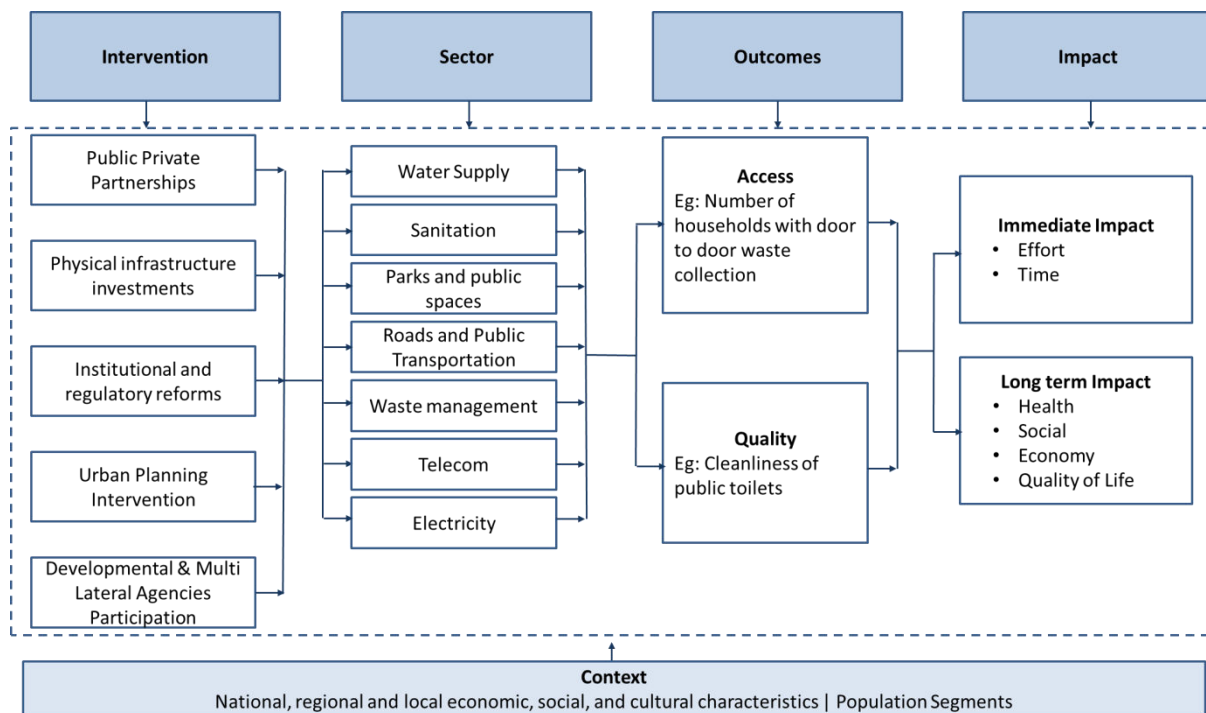 Intervention
Sector
Outcomes
Impact
Public Private
Partnerships
Physical infrastructure
investments
Institutional and
regulatory reforms
Urban Planning
Intervention
Developmental & Multi
Lateral Agencies
Participation
Water Supply
Sanitation
Parks and public
spaces
Roads and Public
Transportation
Waste management
Telecom
Electricity
Access
Eg: Number of
households with door
to door waste
collection
Quality
Eg: Cleanliness of
public toilets
Immediate Impact
• Effort
• Time
Long term Impact
• Health
• Social
• Economy
• Quality of Life
Context
National, regional and local economic, social, and cultural characteristics | Population Segments